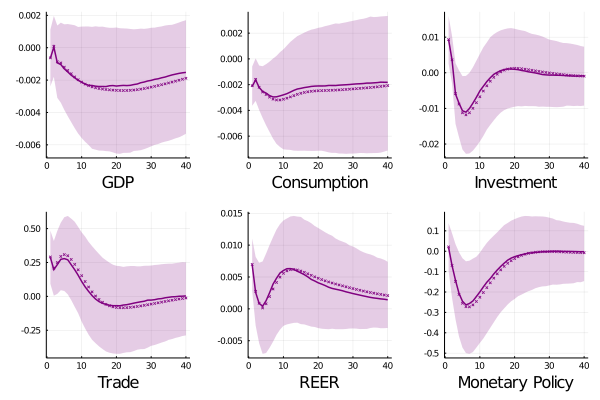 0.002
0.000
-0.002
-0.004
-0.006
0 10 20 30 40
GDP
0.002
0.000
-0.002
-0.004
-0.006
0 10 20 30 40
Consumption
0.01
0.00
-0.01
-0.02
0 10 20 30 40
Investment
0.50
0.25
0.00
-0.25
0 10 20 30 40
Trade
0.015
0.010
0.005
0.000
-0.005
0 10 20 30 40
REER
0.1
0.0
-0.1
-0.2
-0.3
-0.4
-0.5
0 10 20 30 40
Monetary Policy